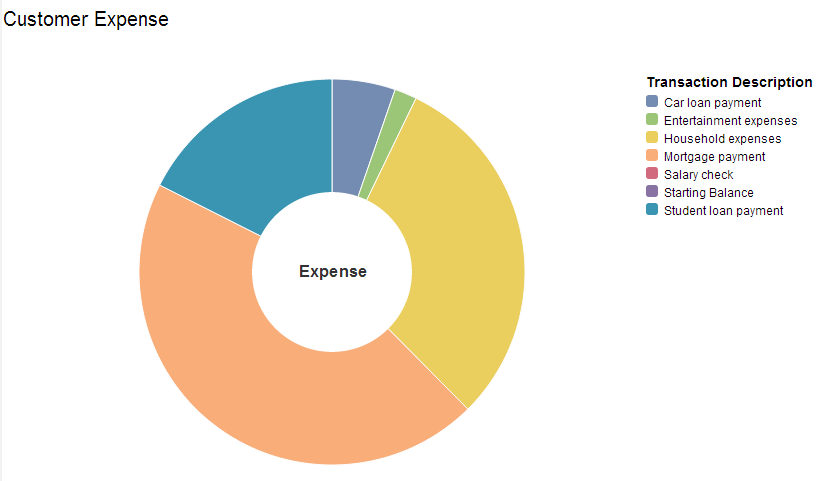 Customer Expense
Transaction Description
Car loan payment
Entertainment expenses
Household expenses
Mortgage payment
Salary check
Starting Balance
Student loan payment
Expense